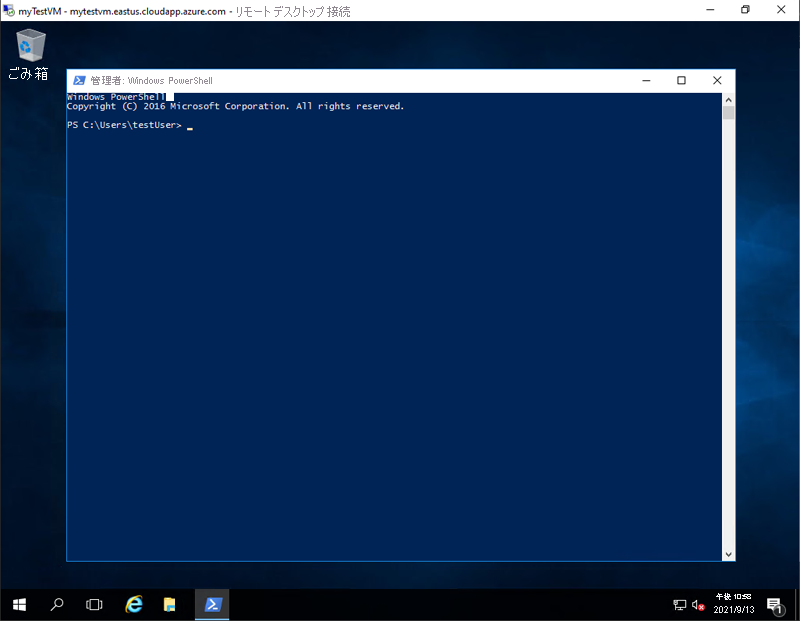 myTestVM - mytestvm.eastus.cloudapp.azure.com - リモート デスクトップ 接続
ごみ箱
管理者: Windows PowerShell
Windows PowerShell
Copyright (C) 2016 Microsoft Corporation. All rights reserved.
PS C:\Users\testUser> _
午後 10:58
2021/9/13
1